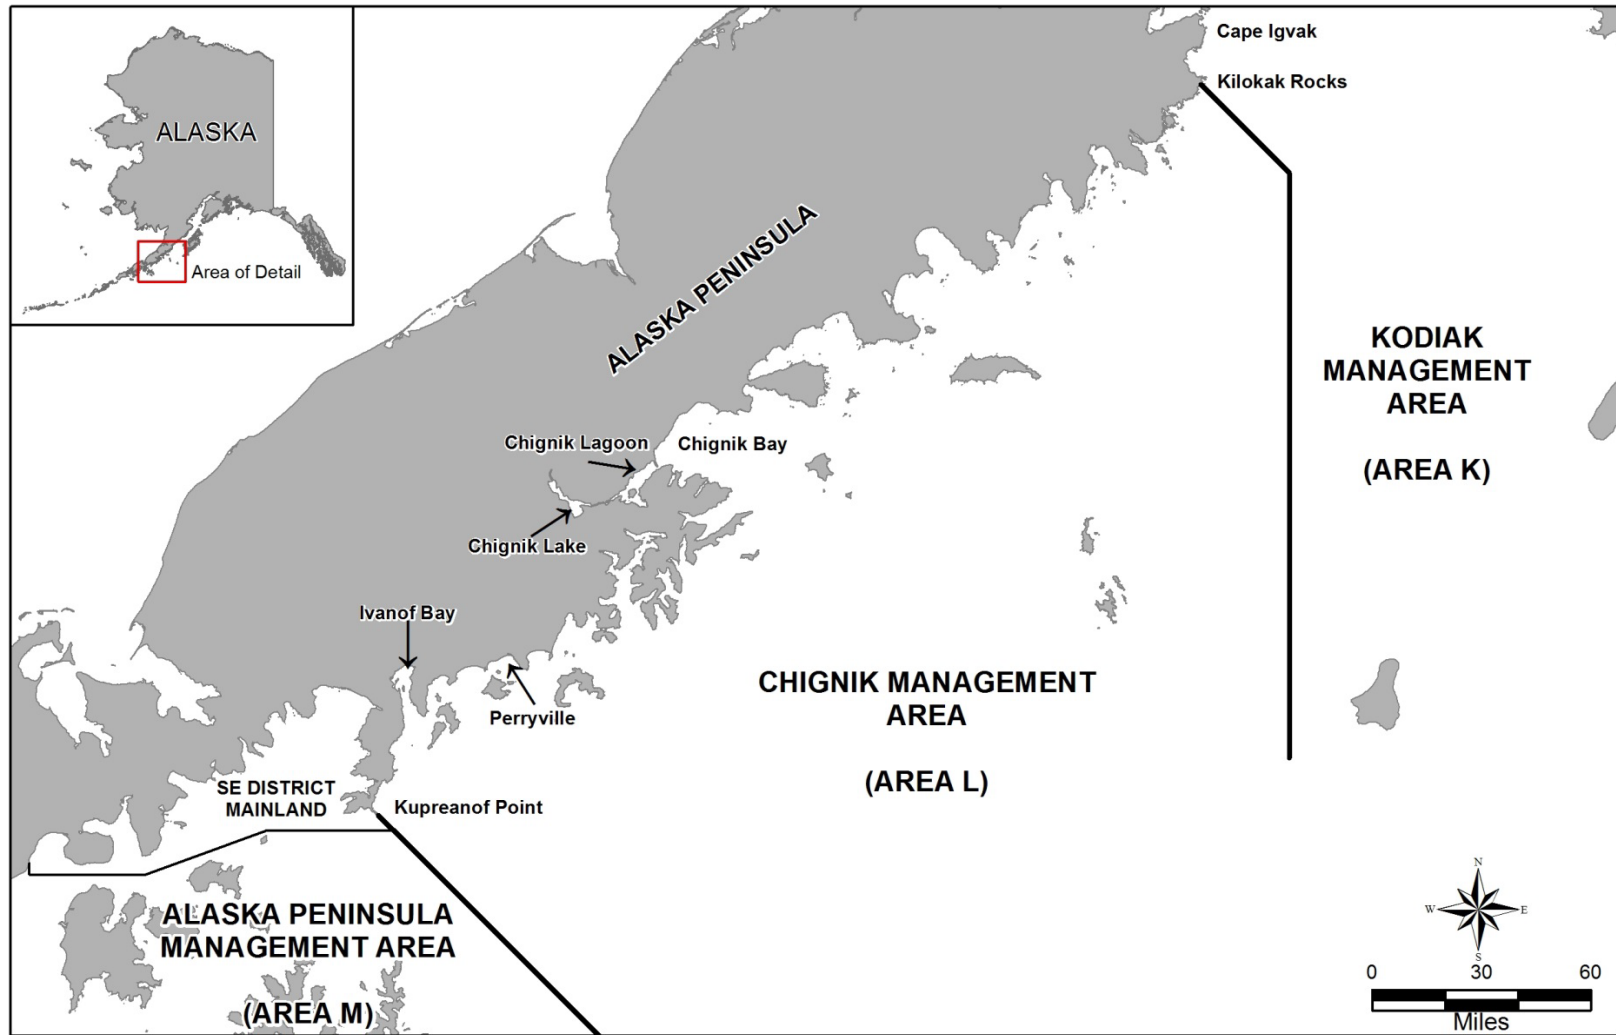 ALASKA
Area of Detail
Cape Igvak
Kilokak Rocks
ALASKA PENINSULA
KODIAK
MANAGEMENT
AREA
(AREA K)
Chignik Lagoon
Chignik Bay
Chignik Lake
Ivanof Bay
Perryville
CHIGNIK MANAGEMENT
AREA
(AREA L)
SE DISTRICT
MAINLAND
Kupreanof Point
ALASKA PENINSULA
MANAGEMENT AREA
(AREA M)
N
W E
S
0 30 60
Miles